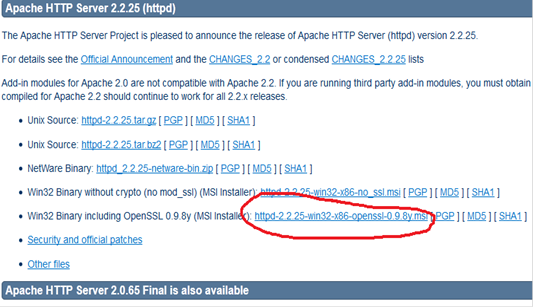 Apache HTTP Server 2.2.25 (httpd)
The Apache HTTP Server Project is pleased to announce the release of Apache HTTP Server (httpd) version 2.2.25.
For details see the Official Announcement and the CHANGES_2.2 or condensed CHANGES_2.2.25 lists
Add-in modules for Apache 2.0 are not compatible with Apache 2.2. If you are running third party add-in modules, you must obtain
compiled for Apache 2.2 should continue to work for all 2.2.x releases.
• Unix Source: httpd-2.2.25.tar.gz [ PGP ] [ MD5 ] [ SHA1 ]
• Unix Source: httpd-2.2.25.tar.bz2 [ PGP ] [ MD5 ] [ SHA1 ]
• NetWare Binary: httpd_2.2.25-netware-bin.zip [ PGP ] [ MD5 ] [ SHA1 ]
• Win32 Binary without crypto (no mod_ssl) (MSI Installer): httpd-2.2.25-win32-x86-no_ssl.msi [ PGP ] [ MD5 ] [ SHA1 ]
• Win32 Binary including OpenSSL 0.9.8y (MSI Installer): httpd-2.2.25-win32-x86-openssl-0.9.8y.msi [ PGP ] [ MD5 ] [ SHA1 ]
• Security and official patches
• Other files
Apache HTTP Server 2.0.65 Final is also available